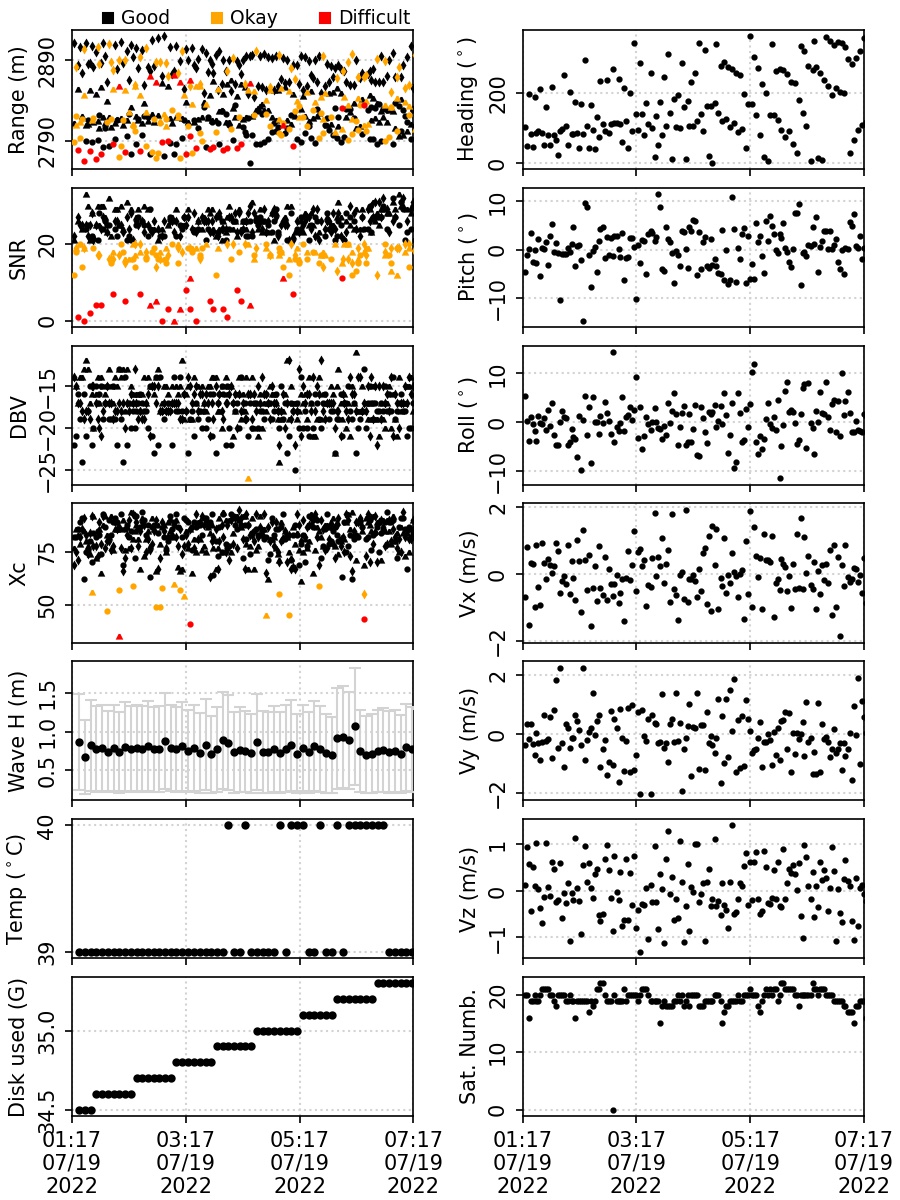 Good Okay Difficult
Range (m)
2890
2790
Heading (°)
200
0
SNR
20
0
Pitch (°)
10
0
−10
DBV
−15
−20
−25
Roll (°)
10
0
−10
Xc
75
50
Vx (m/s)
2
0
−2
Wave H (m)
1.5
1.0
0.5
Vy (m/s)
2
0
−2
Temp (°C)
40
39
Vz (m/s)
1
0
−1
Disk used (G)
35.0
34.5
Sat. Numb.
20
10
0
01:17 03:17 05:17 07:17 01:17 03:17 05:17 07:17
07/19 07/19 07/19 07/19 07/19 07/19 07/19 07/19
2022 2022 2022 2022 2022 2022 2022 2022